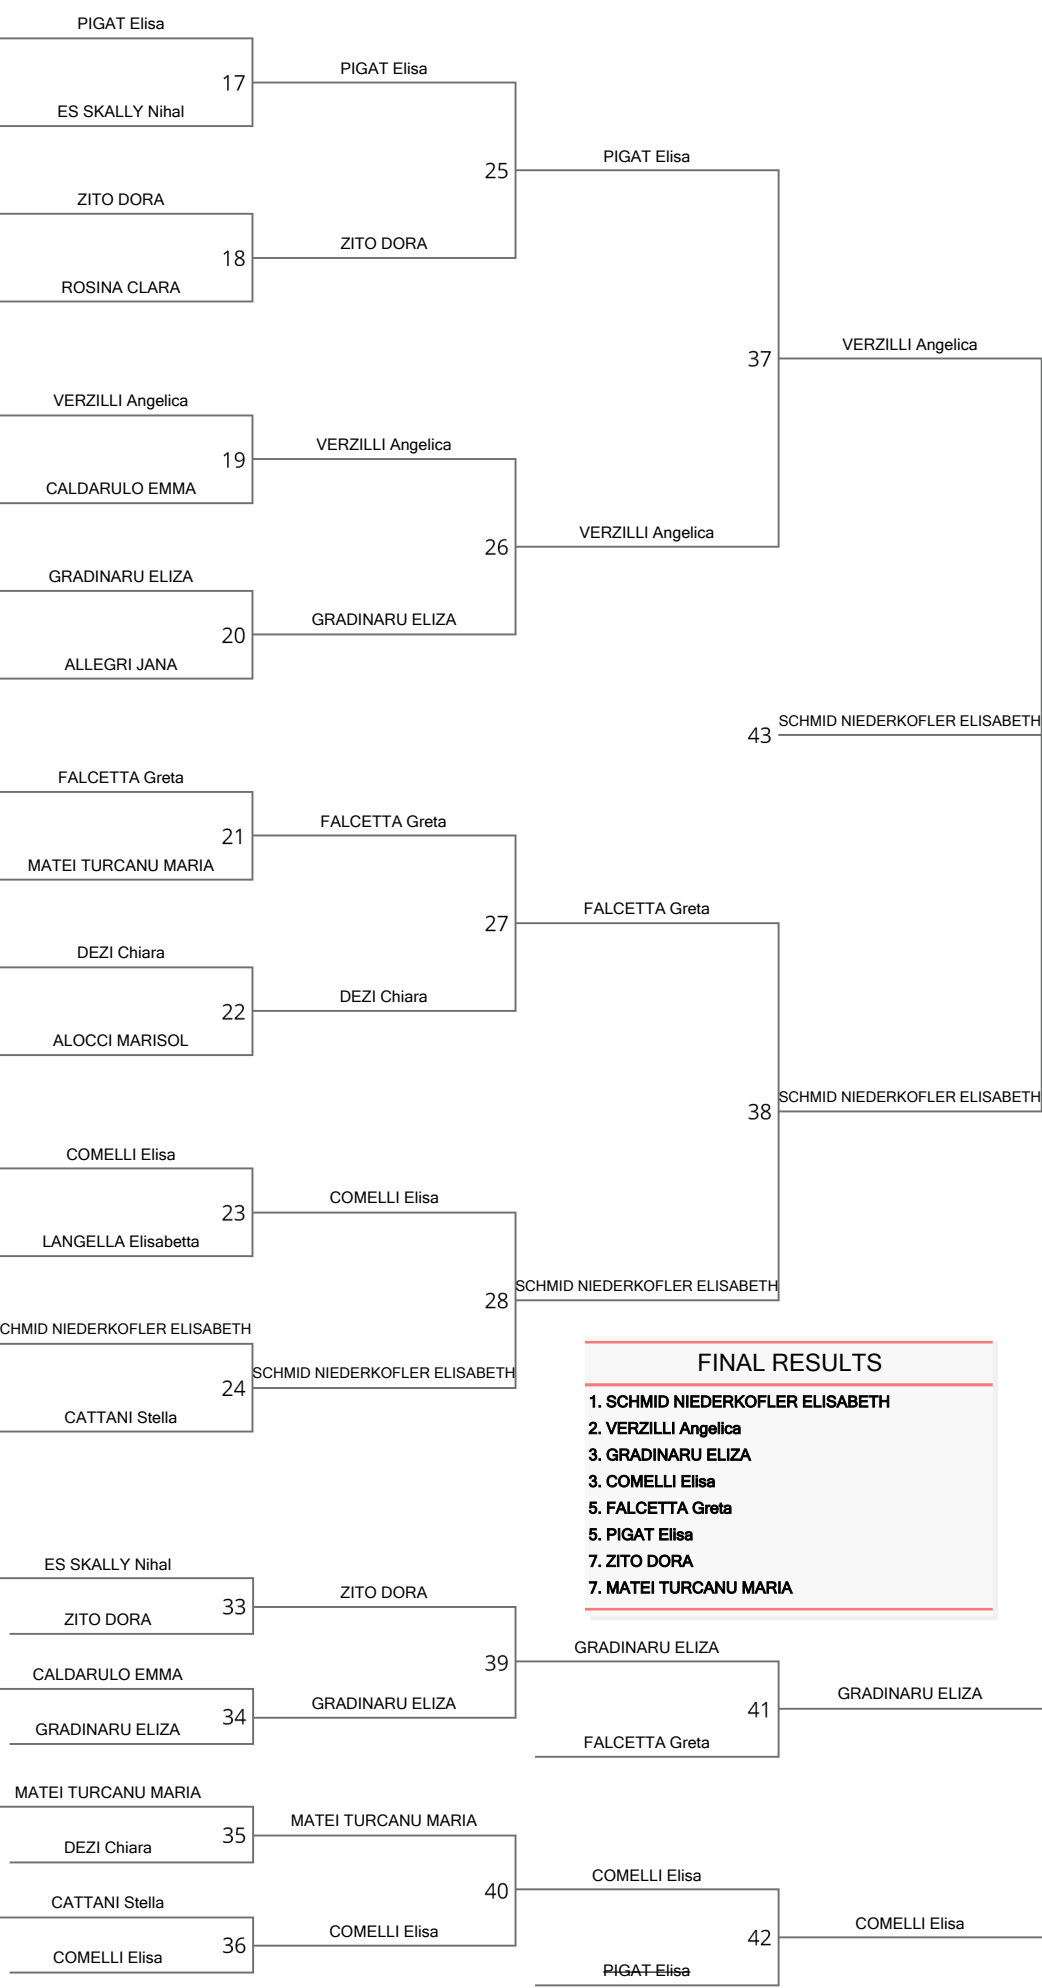 PIGAT Elisa
17
PIGAT Elisa
ES SKALLY Nihal
25
PIGAT Elisa
ZITO DORA
18
ZITO DORA
ROSINA CLARA
37
VERZILLI Angelica
VERZILLI Angelica
19
VERZILLI Angelica
CALDARULO EMMA
26
VERZILLI Angelica
GRADINARU ELIZA
20
GRADINARU ELIZA
ALLEGRI JANA
43
SCHMID NIEDERKOFLER ELISABETH
FALCETTA Greta
21
FALCETTA Greta
MATEI TURCANU MARIA
27
FALCETTA Greta
DEZI Chiara
22
DEZI Chiara
ALOCCI MARISOL
38
SCHMID NIEDERKOFLER ELISABETH
COMELLI Elisa
23
COMELLI Elisa
LANGELLA Elisabetta
28
SCHMID NIEDERKOFLER ELISABETH
CHMID NIEDERKOFLER ELISABETH
24
SCHMID NIEDERKOFLER ELISABETH
CATTANI Stella
FINAL RESULTS
1. SCHMID NIEDERKOFLER ELISABETH
2. VERZILLI Angelica
3. GRADINARU ELIZA
3. COMELLI Elisa
5. FALCETTA Greta
5. PIGAT Elisa
7. ZITO DORA
7. MATEI TURCANU MARIA
ES SKALLY Nihal
33
ZITO DORA
ZITO DORA
39
GRADINARU ELIZA
CALDARULO EMMA
34
GRADINARU ELIZA
GRADINARU ELIZA
41
GRADINARU ELIZA
FALCETTA Greta
MATEI TURCANU MARIA
35
MATEI TURCANU MARIA
DEZI Chiara
40
COMELLI Elisa
CATTANI Stella
36
COMELLI Elisa
COMELLI Elisa
42
COMELLI Elisa
PIGAT Elisa